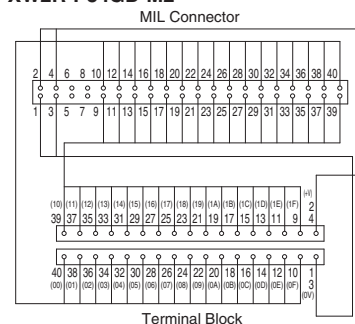 MIL Connector
2 4 6 8 10 12 14 16 18 20 22 24 26 28 30 32 34 36 38 40
1 3 5 7 9 11 13 15 17 19 21 23 25 27 29 31 33 35 37 39
(+V)
(10) (11) (12) (13) (14) (15) (16) (17) (18) (19) (1A) (1B) (1C) (1D) (1E) (1F) 2
39 37 35 33 31 29 27 25 23 21 19 17 15 13 11 9 4
40 38 36 34 32 30 28 26 24 22 20 18 16 14 12 10 1
(00) (01) (02) (03) (04) (05) (06) (07) (08) (09) (0A) (0B) (0C) (0D) (0E) (0F) 3
(0V)
Terminal Block